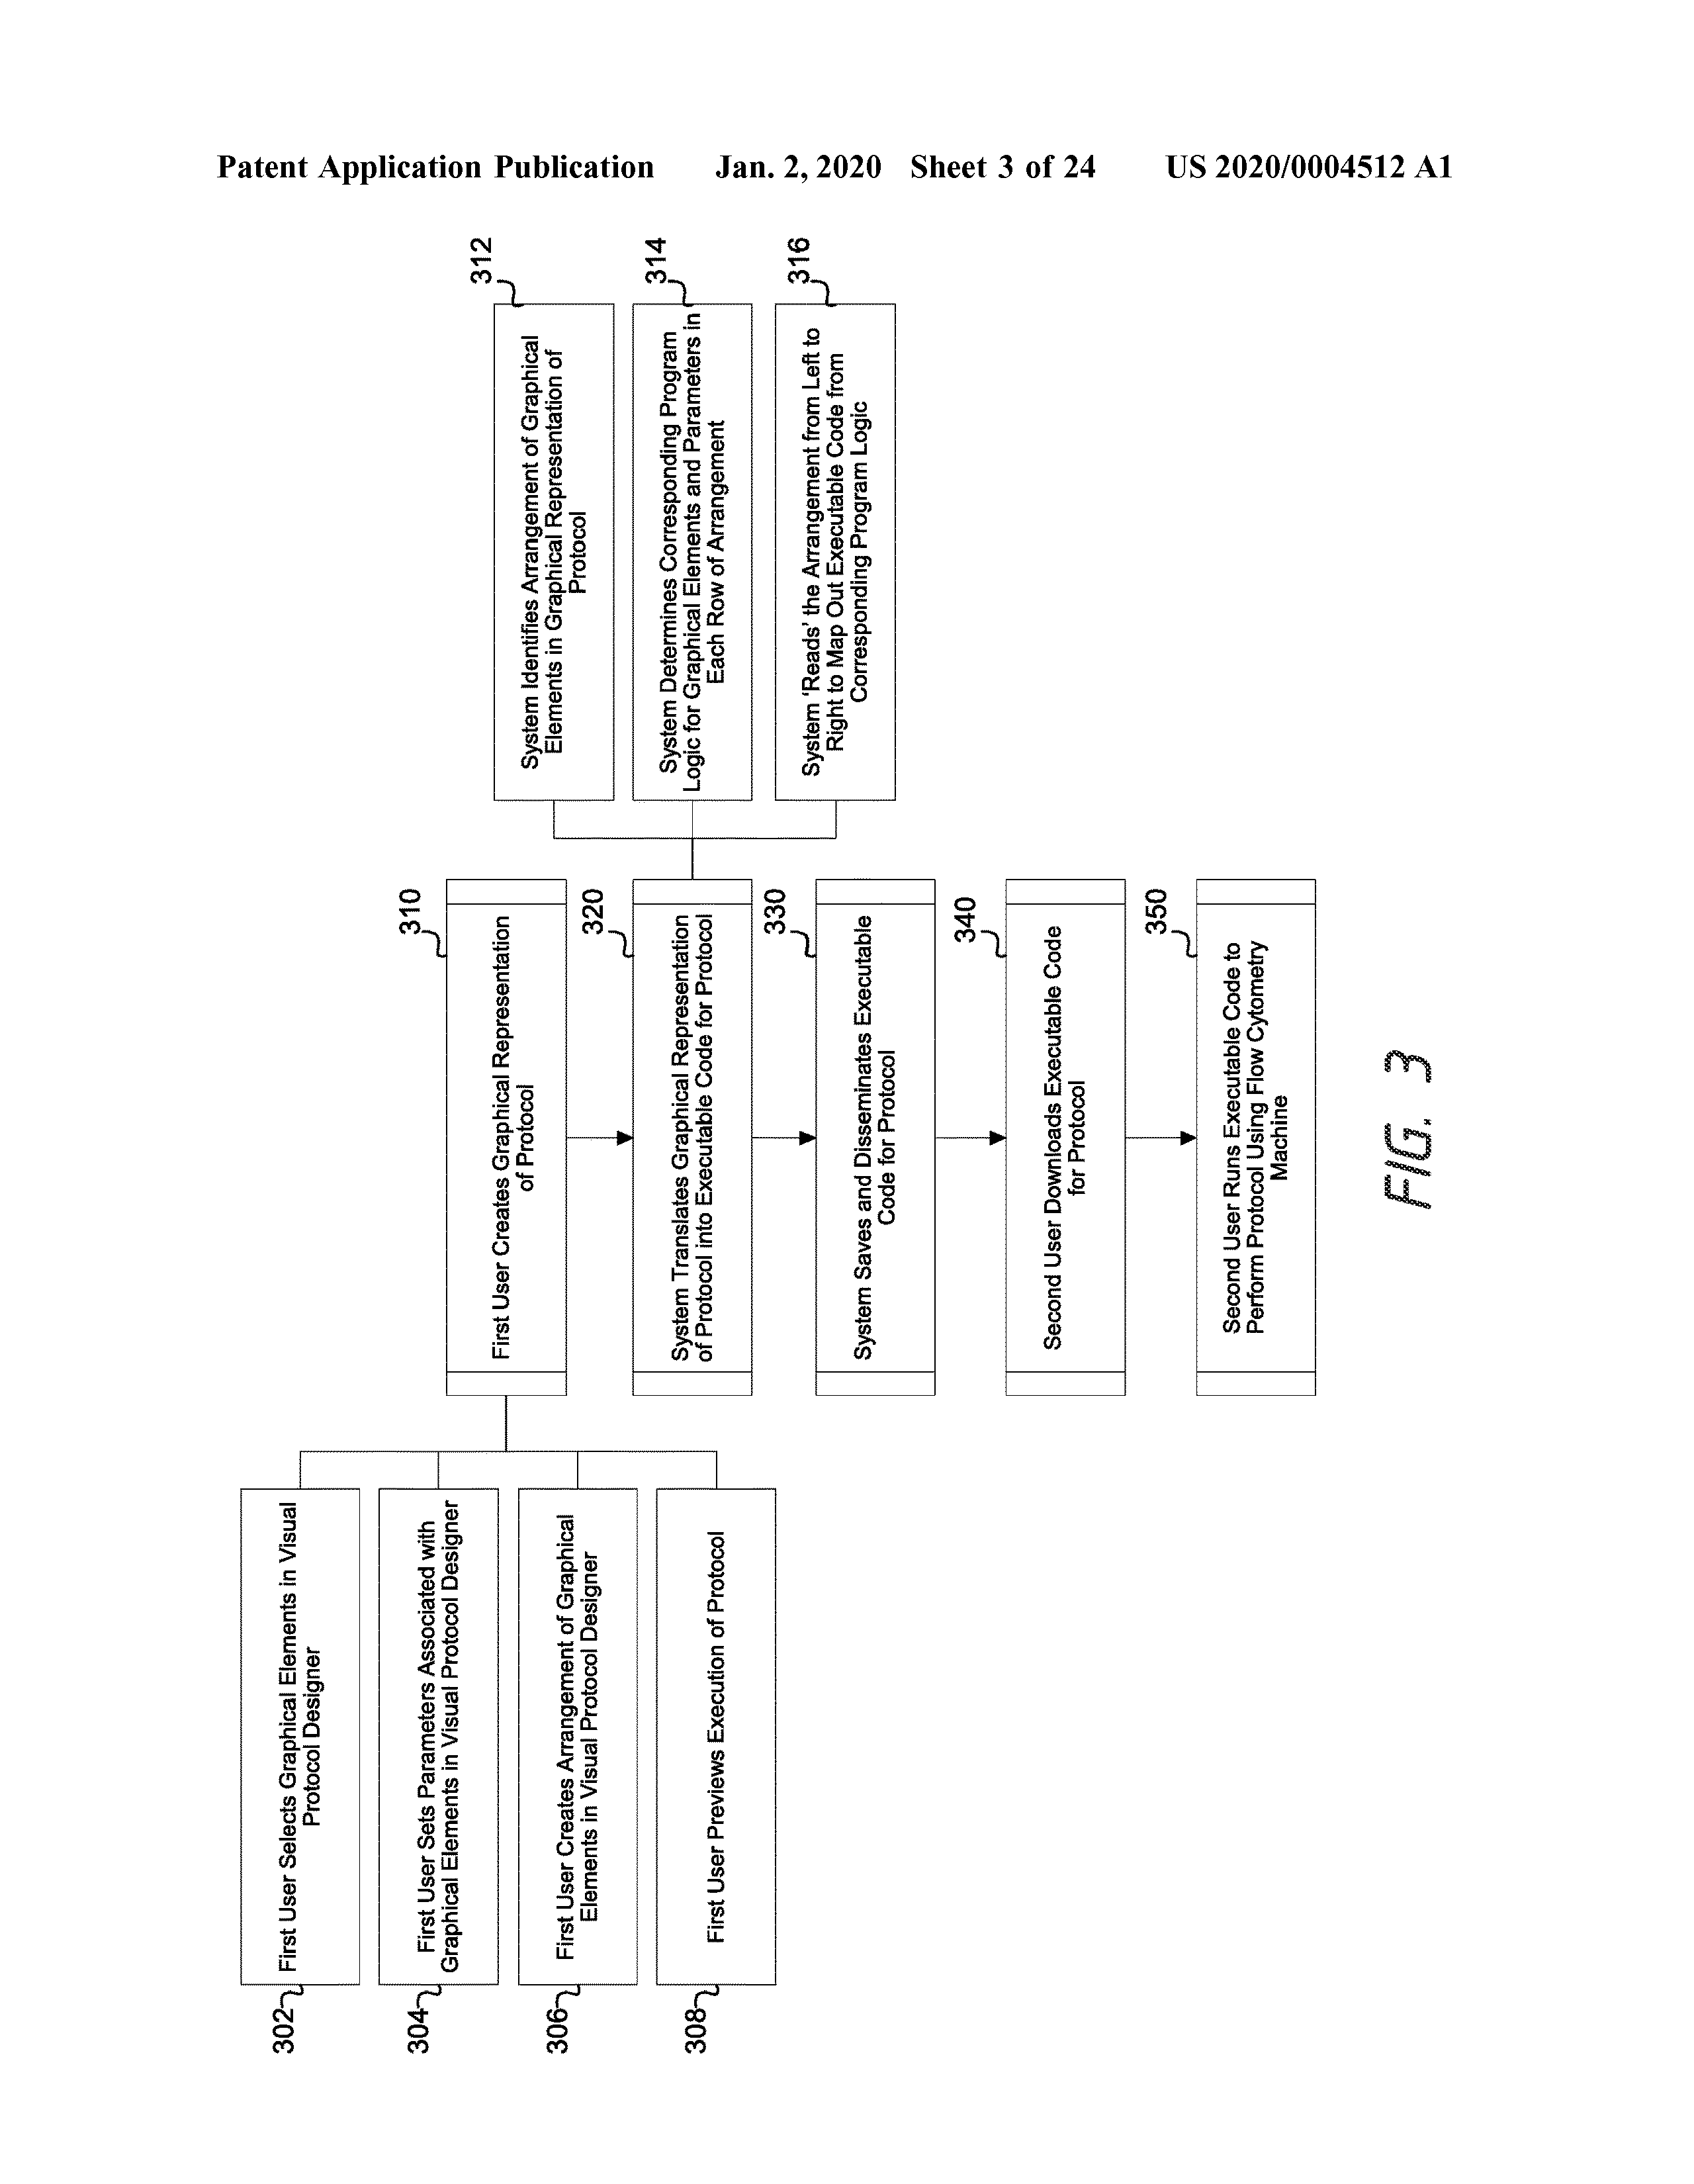 Patent Application Publication Jan. 2, 2020 Sheet 3 of 24 US 2020/0004512 A1
302
First User Selects Graphical Elements in Visual
Protocol Designer
304
First User Sets Parameters Associated with
Graphical Elements in Visual Protocol Designer
306
First User Creates Arrangement of Graphical
Elements in Visual Protocol Designer
308
First User Previews Execution of Protocol
310
First User Creates Graphical Representation
of Protocol
320
System Translates Graphical Representation
of Protocol into Executable Code for Protocol
330
System Saves and Disseminates Executable
Code for Protocol
340
Second User Downloads Executable Code
for Protocol
350
Second User Runs Executable Code to
Perform Protocol Using Flow Cytometry
Machine
312
System Identifies Arrangement of Graphical
Elements in Graphical Representation of
Protocol
314
System Determines Corresponding Program
Logic for Graphical Elements and Parameters in
Each Row of Arrangement
316
System ‘Reads’ the Arrangement from Left to
Right to Map Out Executable Code from
Corresponding Program Logic
FIG. 3